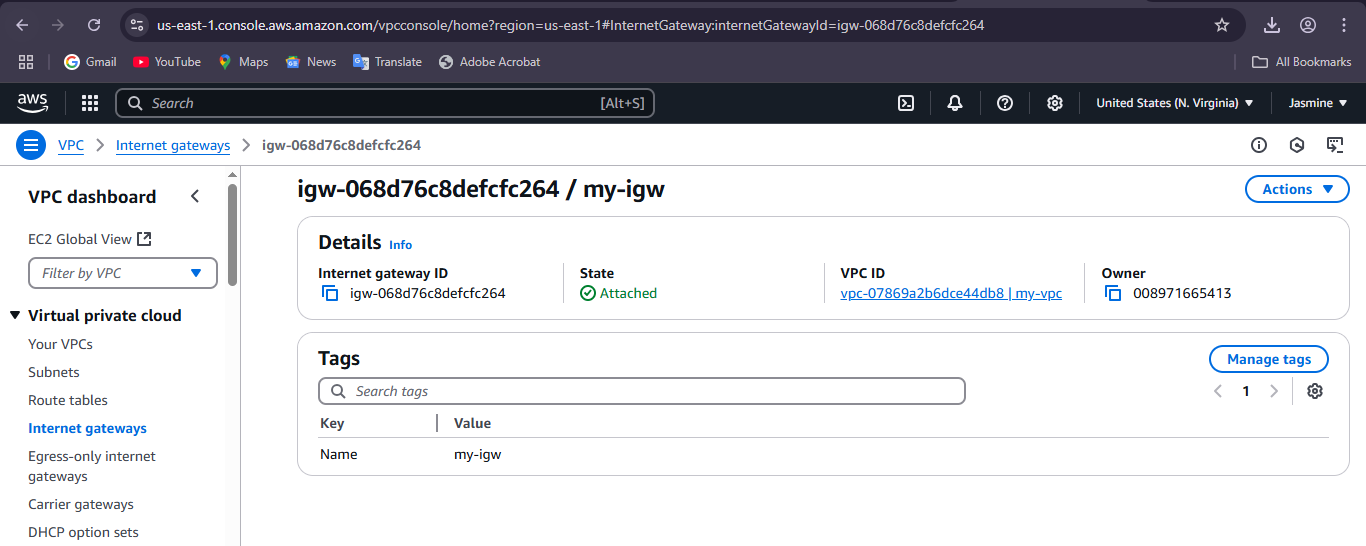 us-east-1.console.aws.amazon.com/vpcconsole/home?region=us-east-1#InternetGateway:internetGatewayId=igw-068d76c8defcfc264
Gmail YouTube Maps News Translate Adobe Acrobat All Bookmarks
aws Search [Alt+S] United States (N. Virginia) Jasmine
VPC Internet gateways igw-068d76c8defcfc264
VPC dashboard
EC2 Global View
Filter by VPC
Virtual private cloud
Your VPCs
Subnets
Route tables
Internet gateways
Egress-only internet
gateways
Carrier gateways
DHCP option sets
igw-068d76c8defcfc264 / my-igw
Actions
Details Info
Internet gateway ID
igw-068d76c8defcfc264
State
Attached
VPC ID
vpc-07869a2b6dce44db8 | my-vpc
Owner
008971665413
Tags
Manage tags
Search tags
1
Key Value
Name my-igw